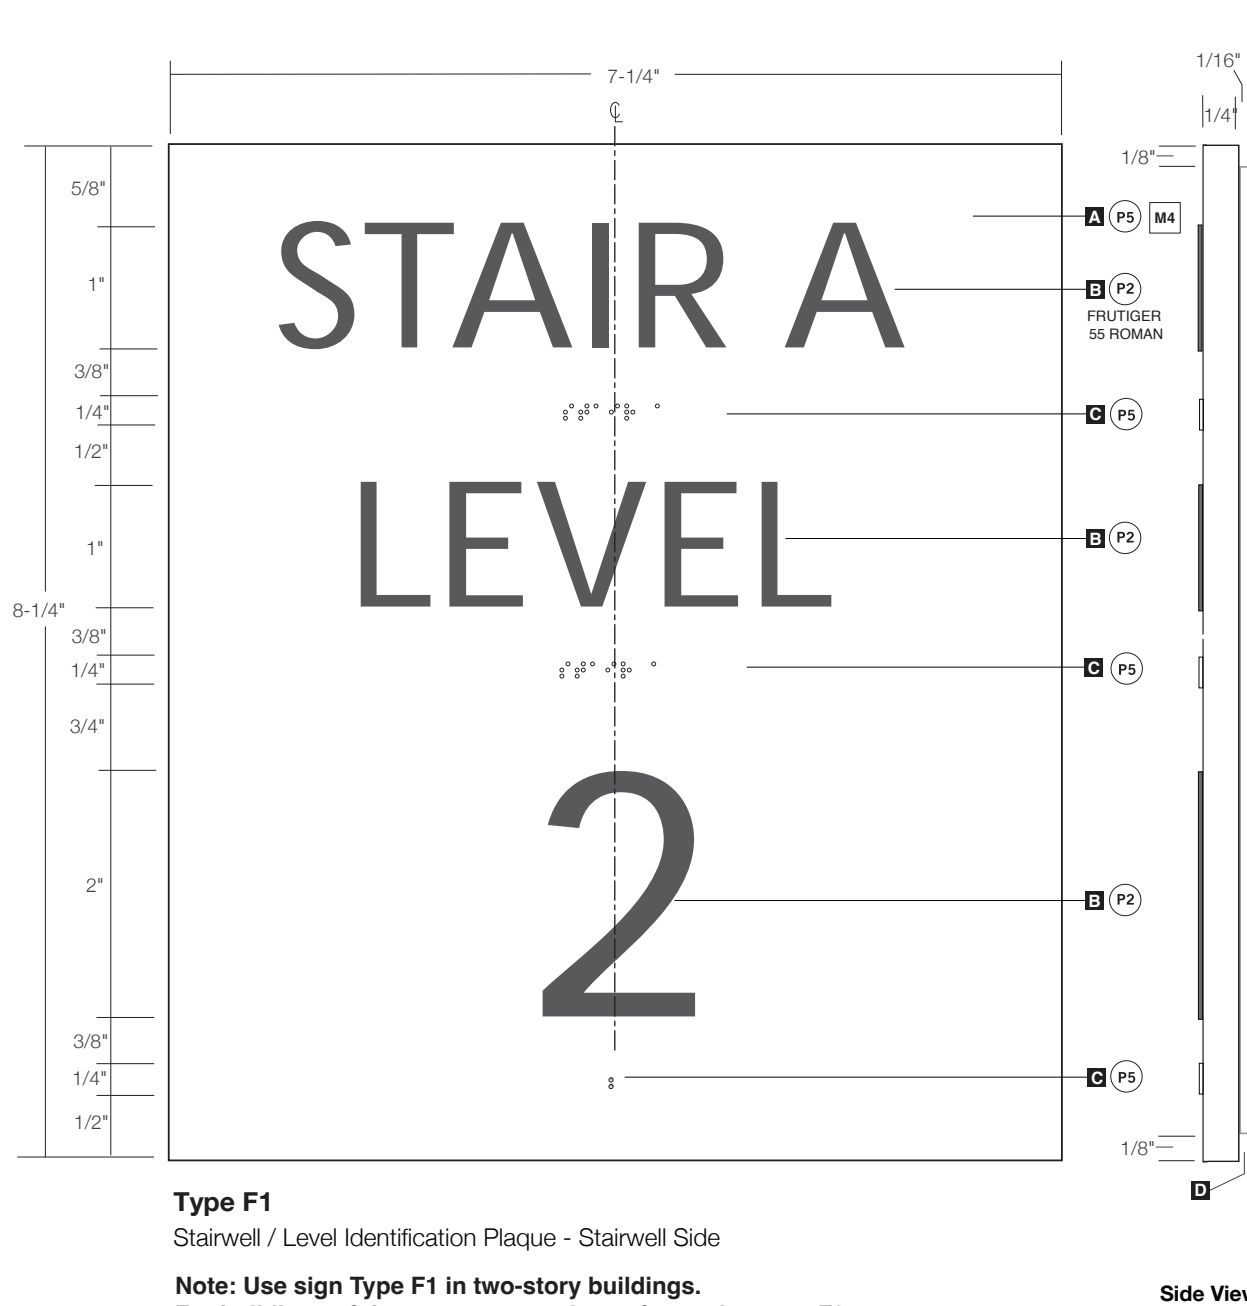 1/16"
7-1/4"
℄
1/4"
1/8"
5/8"
A P5 M4
STAIR A
1"
B P2
FRUTIGER
55 ROMAN
3/8"
1/4"
C P5
1/2"
LEVEL
1"
B P2
8-1/4"
3/8"
1/4"
C P5
3/4"
2
2"
B P2
3/8"
1/4"
C P5
1/2"
1/8"
D
Type F1
Stairwell / Level Identification Plaque - Stairwell Side
Note: Use sign Type F1 in two-story buildings.
Side View